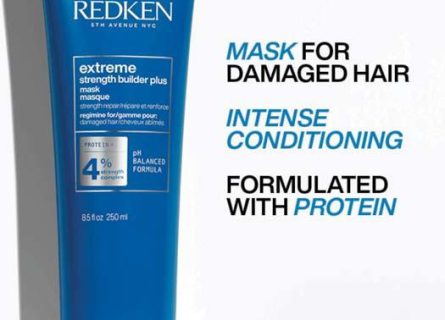 REDKEN
5TH AVENUE NYC
extreme
strength builder plus
mask
masque
strength repair/répare et renforce
regimine for/gamme pour:
damaged hair/cheveux abîmés.
PROTEIN +
4%
strength
complex
pH
BALANCED
FORMULA
8.5 fl oz 250 ml
MASK FOR
DAMAGED HAIR
INTENSE
CONDITIONING
FORMULATED
WITH PROTEIN